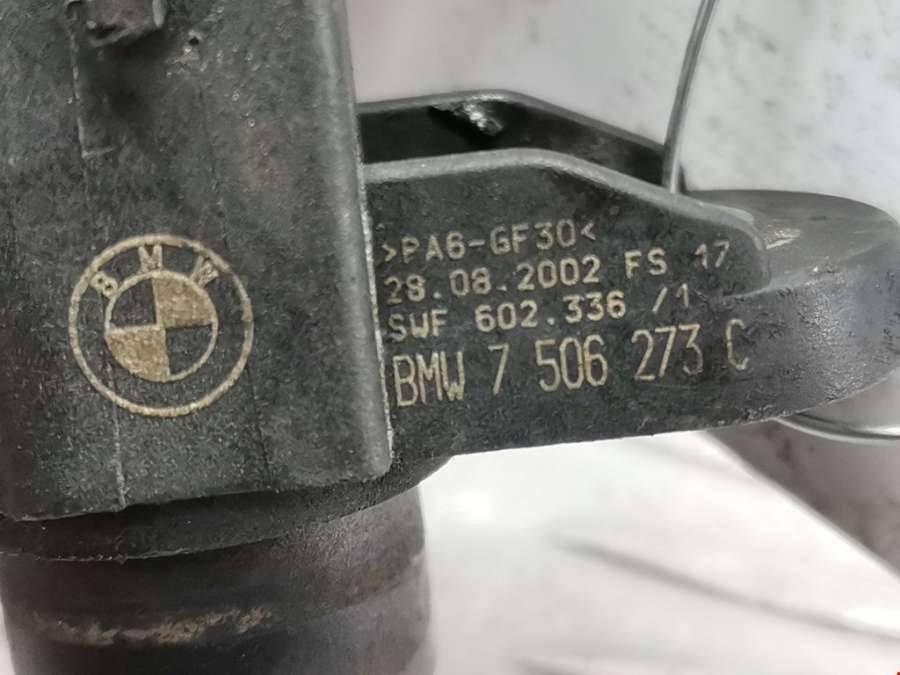 BMW
>PA6-GF30<
28.08.2002 FS 17
SWF 602.336 /1
BMW 7 506 273 C